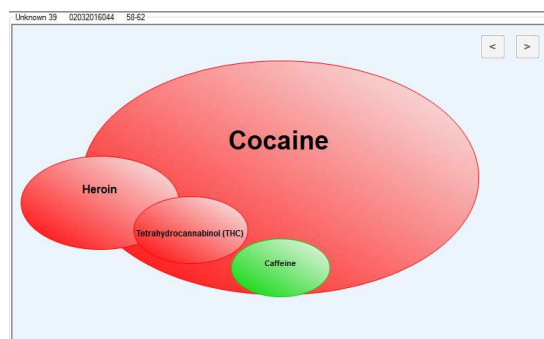 Unknown 39 02032016044 58-62
< >
Cocaine
Heroin
Tetrahydrocannabinol (THC)
Caffeine